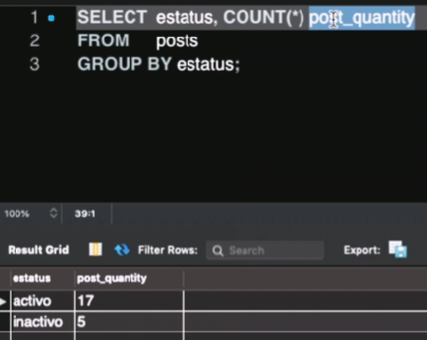 1 SELECT estatus, COUNT(*) post_quantity
2 FROM posts
3 GROUP BY estatus;
100% 39:1
Result Grid Filter Rows: Search Export:
estatus post_quantity
activo 17
inactivo 5